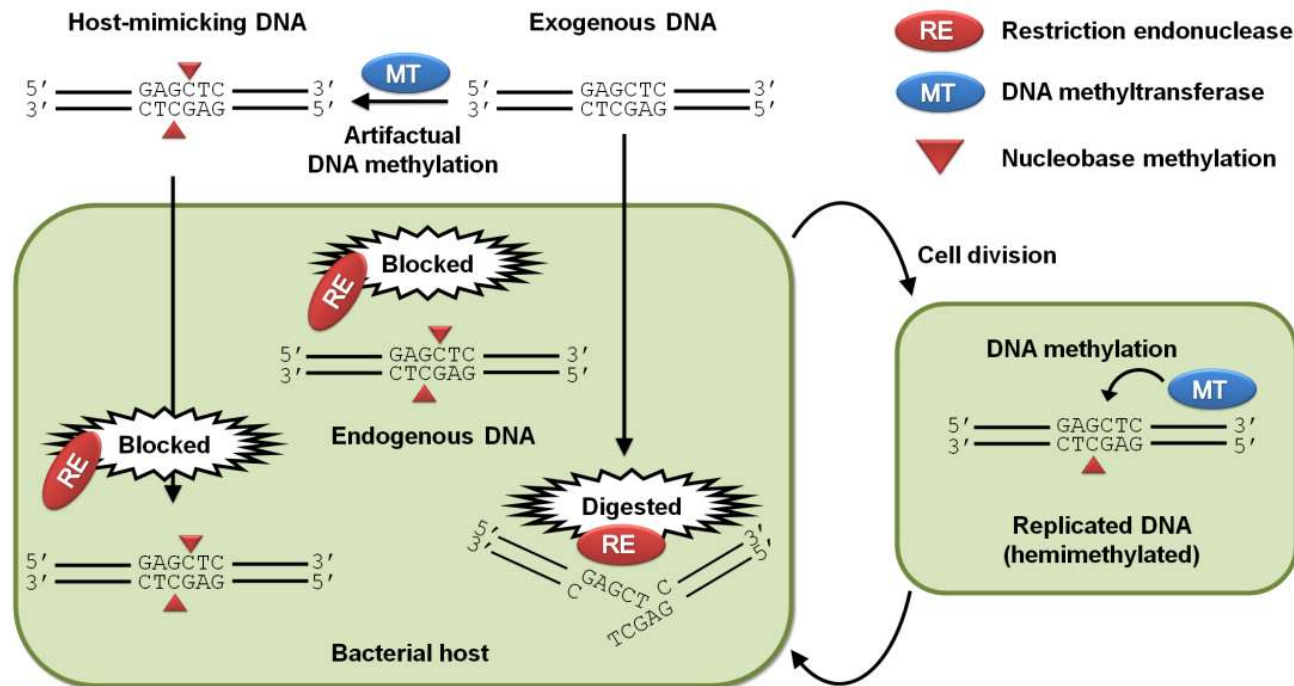 Host-mimicking DNA
5′ GAGCTC 3′
3′ CTCGAG 5′
MT
Artifactual
DNA methylation
Exogenous DNA
5′ GAGCTC 3′
3′ CTCGAG 5′
RE Restriction endonuclease
MT DNA methyltransferase
Nucleobase methylation
Blocked
RE
5′ GAGCTC 3′
3′ CTCGAG 5′
Endogenous DNA
Blocked
RE
5′ GAGCTC 3′
3′ CTCGAG 5′
Digested
RE
5′ GAGCT C 3′
3′ C TCGAG 5′
Bacterial host
Cell division
DNA methylation
MT
5′ GAGCTC 3′
3′ CTCGAG 5′
Replicated DNA
(hemimethylated)